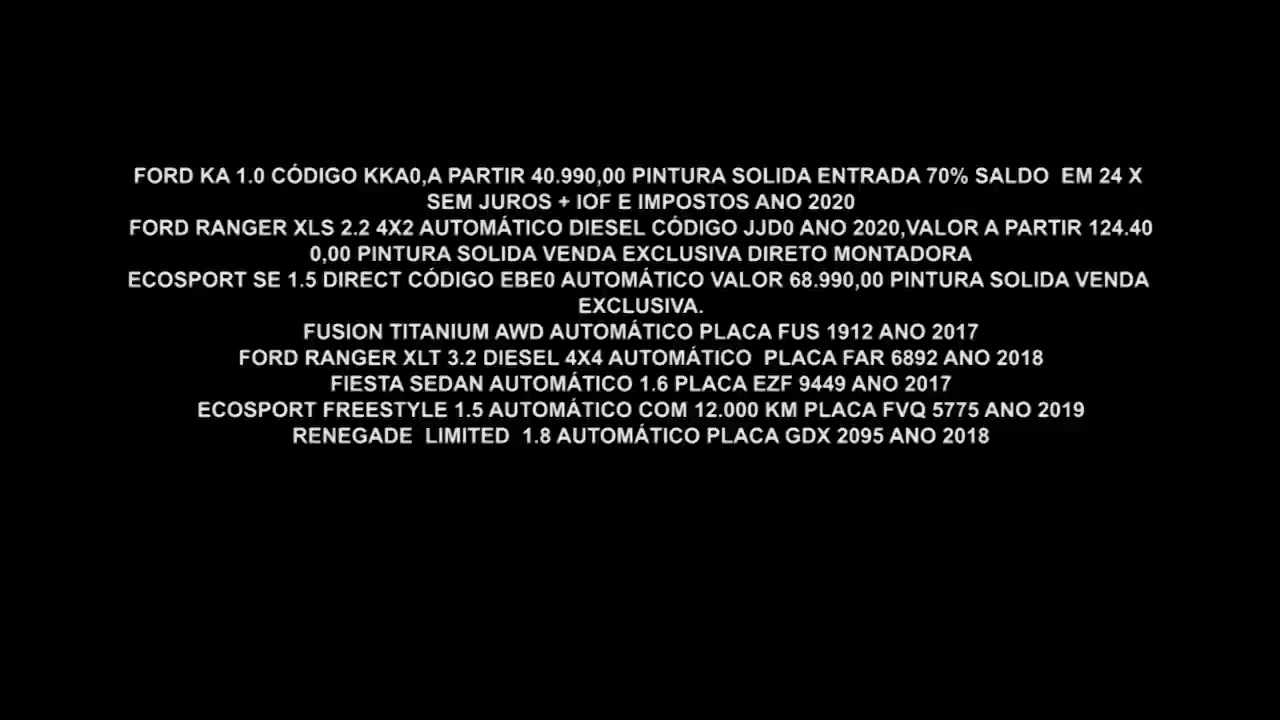 FORD KA 1.0 CÓDIGO KKA0,A PARTIR 40.990,00 PINTURA SOLIDA ENTRADA 70% SALDO  EM 24 X
SEM JUROS + IOF E IMPOSTOS ANO 2020
FORD RANGER XLS 2.2 4X2 AUTOMÁTICO DIESEL CÓDIGO JJD0 ANO 2020,VALOR A PARTIR 124.40
0,00 PINTURA SOLIDA VENDA EXCLUSIVA DIRETO MONTADORA
ECOSPORT SE 1.5 DIRECT CÓDIGO EBE0 AUTOMÁTICO VALOR 68.990,00 PINTURA SOLIDA VENDA
EXCLUSIVA.
FUSION TITANIUM AWD AUTOMÁTICO PLACA FUS 1912 ANO 2017
FORD RANGER XLT 3.2 DIESEL 4X4 AUTOMÁTICO  PLACA FAR 6892 ANO 2018
FIESTA SEDAN AUTOMÁTICO 1.6 PLACA EZF 9449 ANO 2017
ECOSPORT FREESTYLE 1.5 AUTOMÁTICO COM 12.000 KM PLACA FVQ 5775 ANO 2019
RENEGADE  LIMITED  1.8 AUTOMÁTICO PLACA GDX 2095 ANO 2018